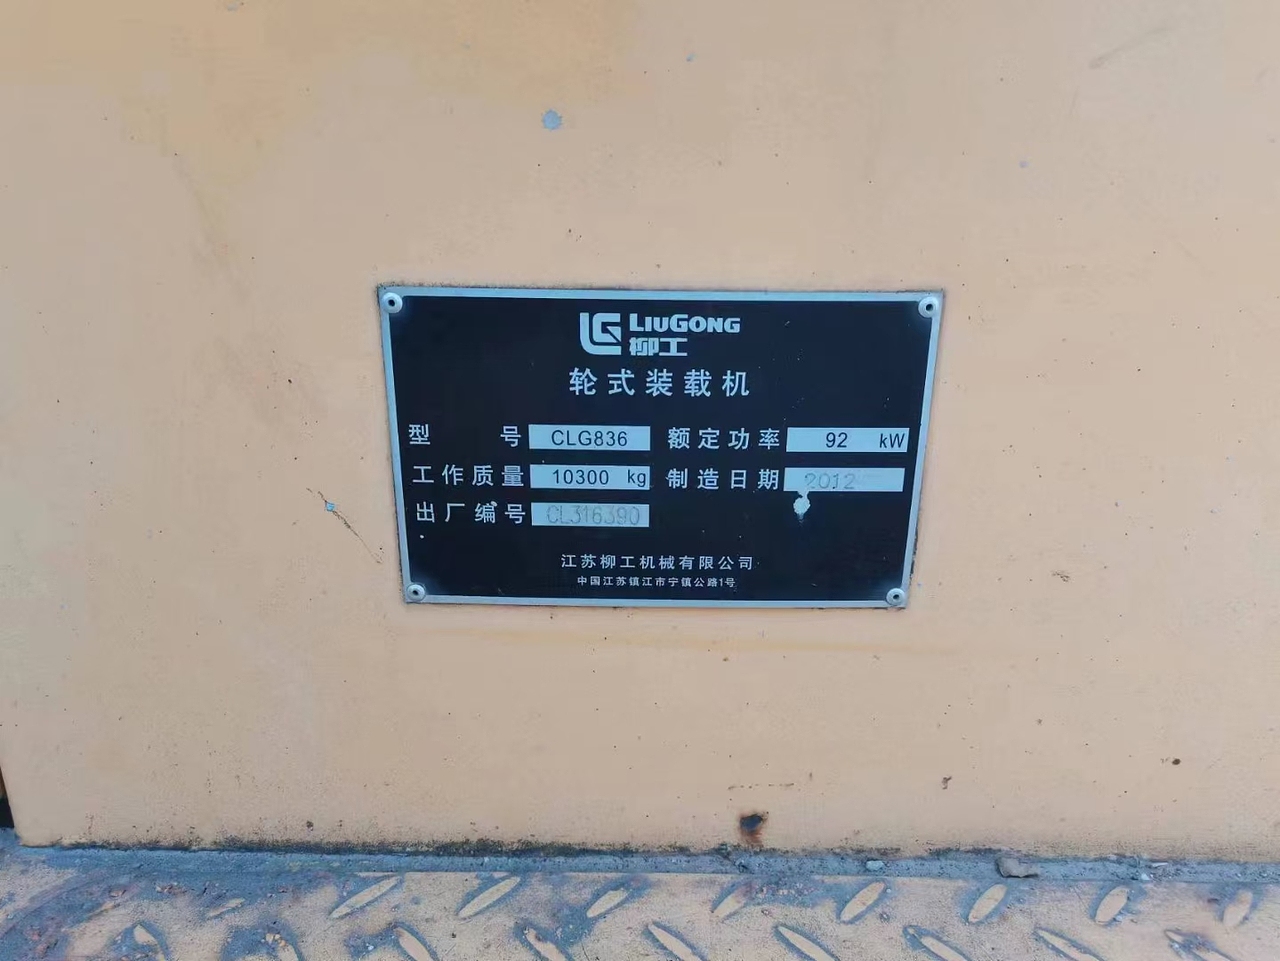 LG LIUGONG
柳工
轮式装载机
型号 CLG836 额定功率 92 kW
工作质量 10300 kg 制造日期 2012
出厂编号 CL316390
江苏柳工机械有限公司
中国江苏镇江市宁镇公路1号